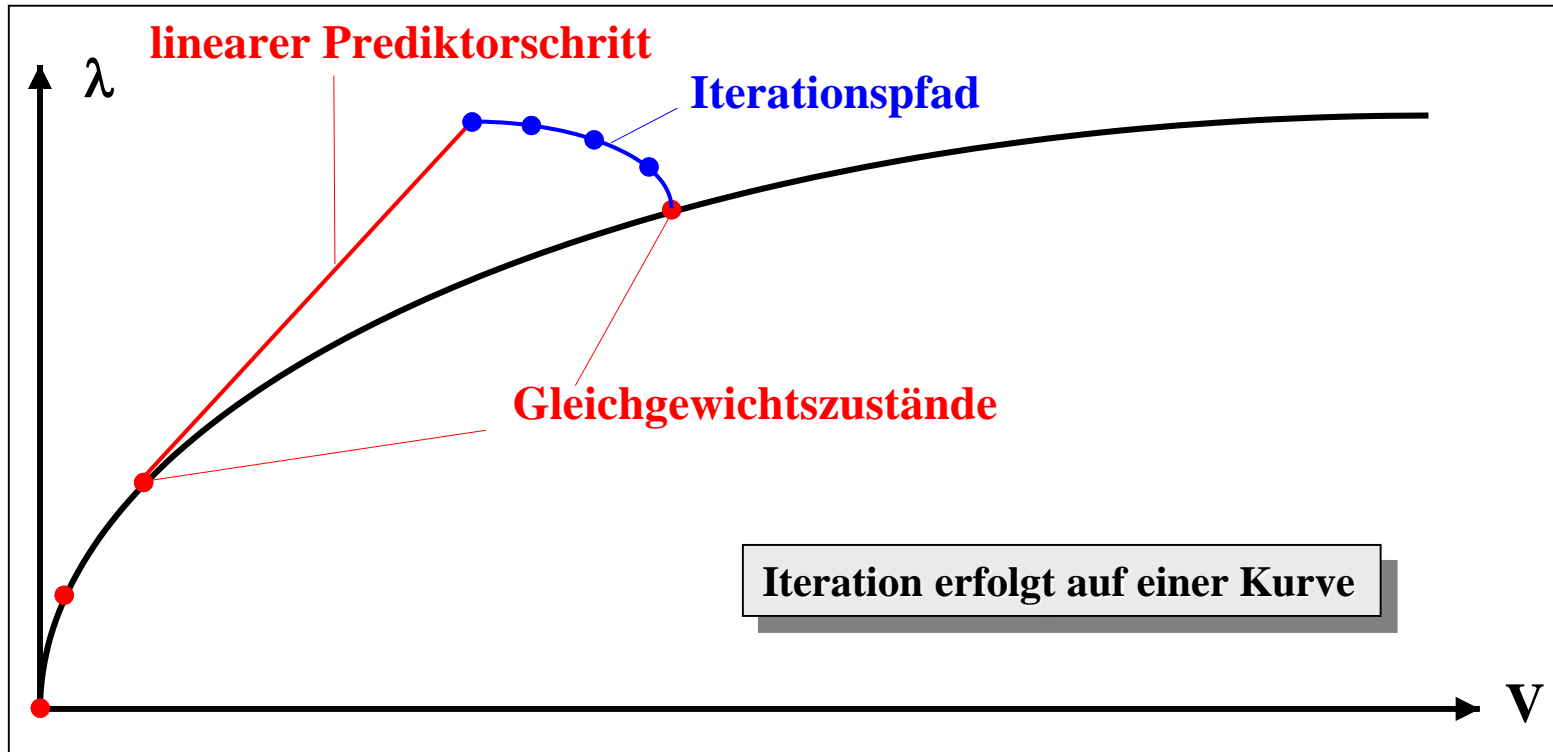 linearer Prediktorschritt
λ
Iterationspfad
Gleichgewichtszustände
Iteration erfolgt auf einer Kurve
V